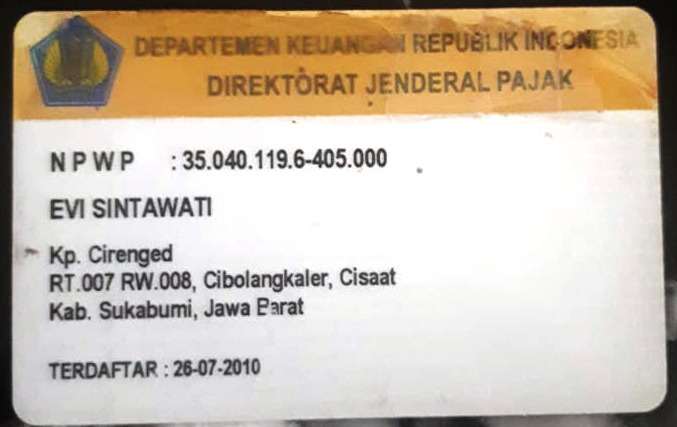 DEPARTEMEN KEUANGAN REPUBLIK INDONESIA
DIREKTORAT JENDERAL PAJAK
N P W P : 35.040.119.6-405.000
EVI SINTAWATI
Kp. Cirenged
RT.007 RW.008, Cibolangkaler, Cisaat
Kab. Sukabumi, Jawa Barat
TERDAFTAR : 26-07-2010